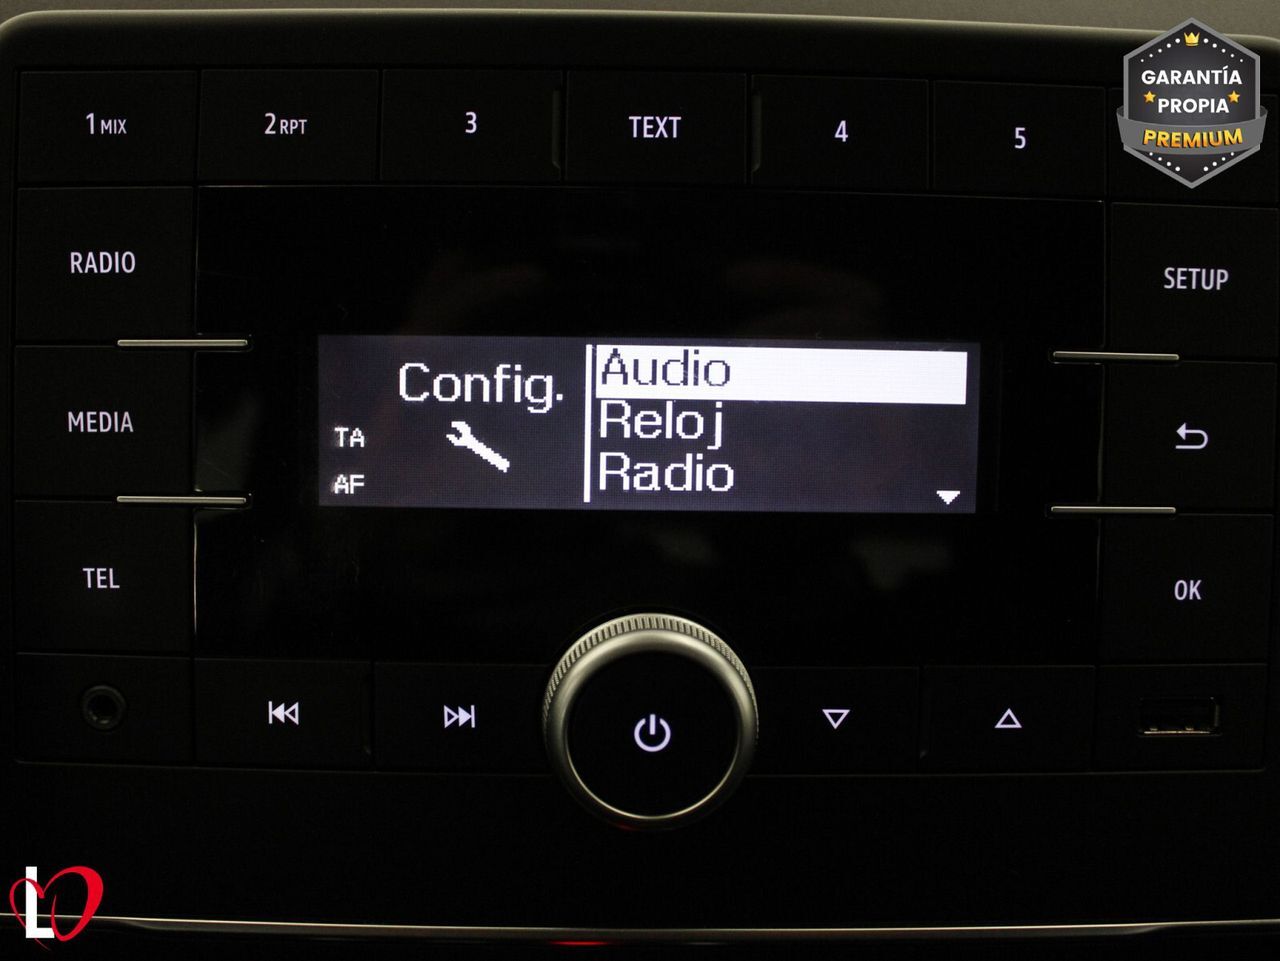 1 MIX
2 RPT
3
TEXT
4
5
GARANTÍA
PROPIA
PREMIUM
RADIO
SETUP
Config.
Audio
Reloj
Radio
TA
AF
MEDIA
TEL
OK
L